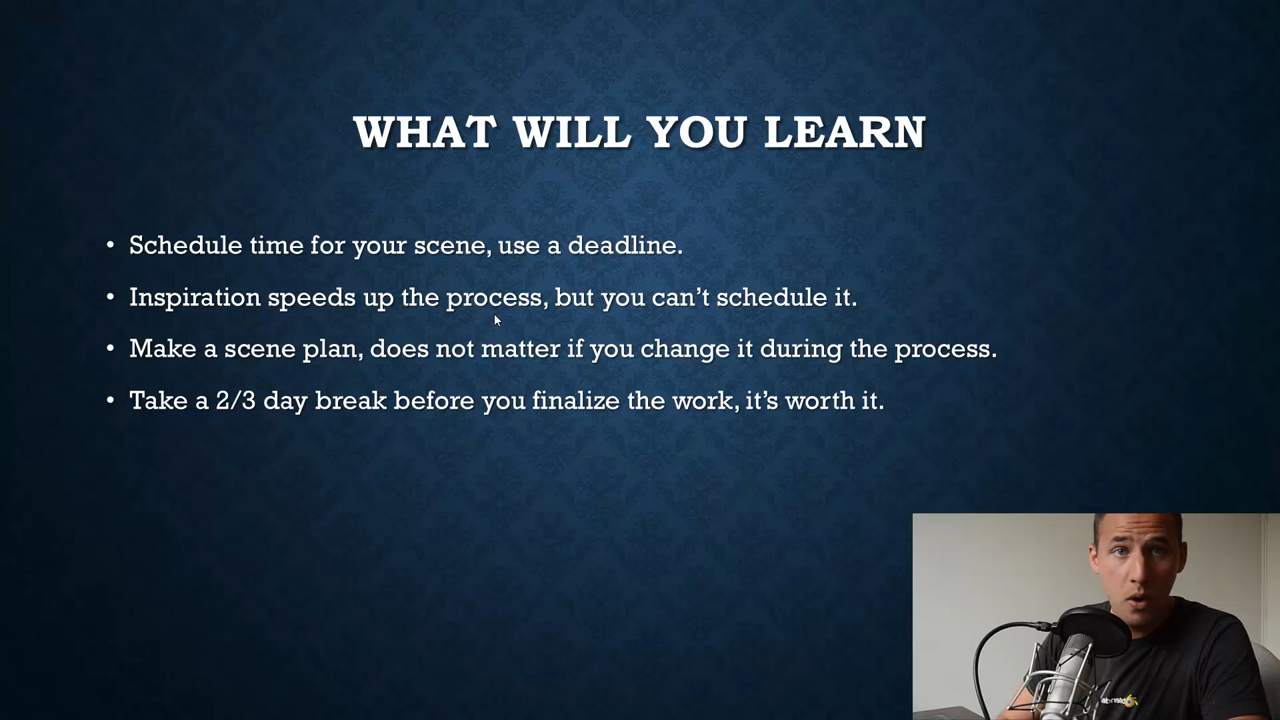 WHAT WILL YOU LEARN
• Schedule time for your scene, use a deadline.
• Inspiration speeds up the process, but you can’t schedule it.
• Make a scene plan, does not matter if you change it during the process.
• Take a 2/3 day break before you finalize the work, it’s worth it.